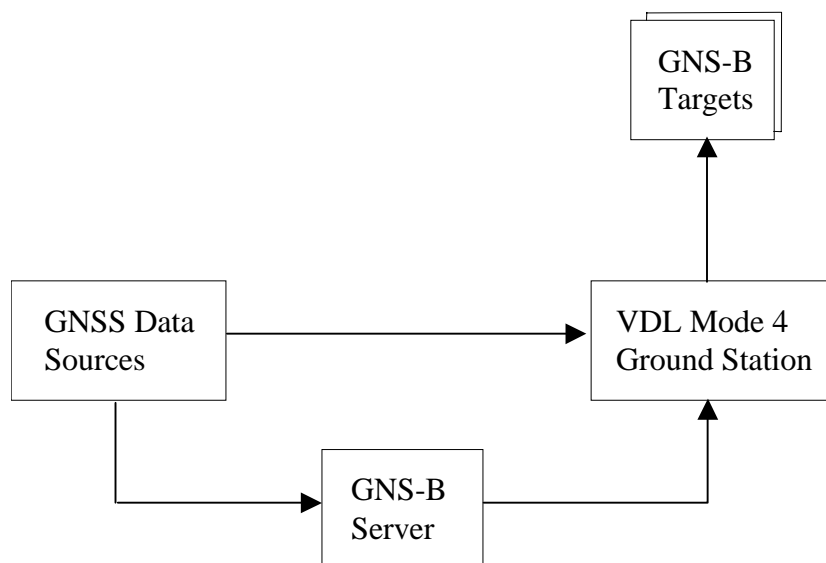 GNS-B
Targets
GNSS Data
Sources
VDL Mode 4
Ground Station
GNS-B
Server